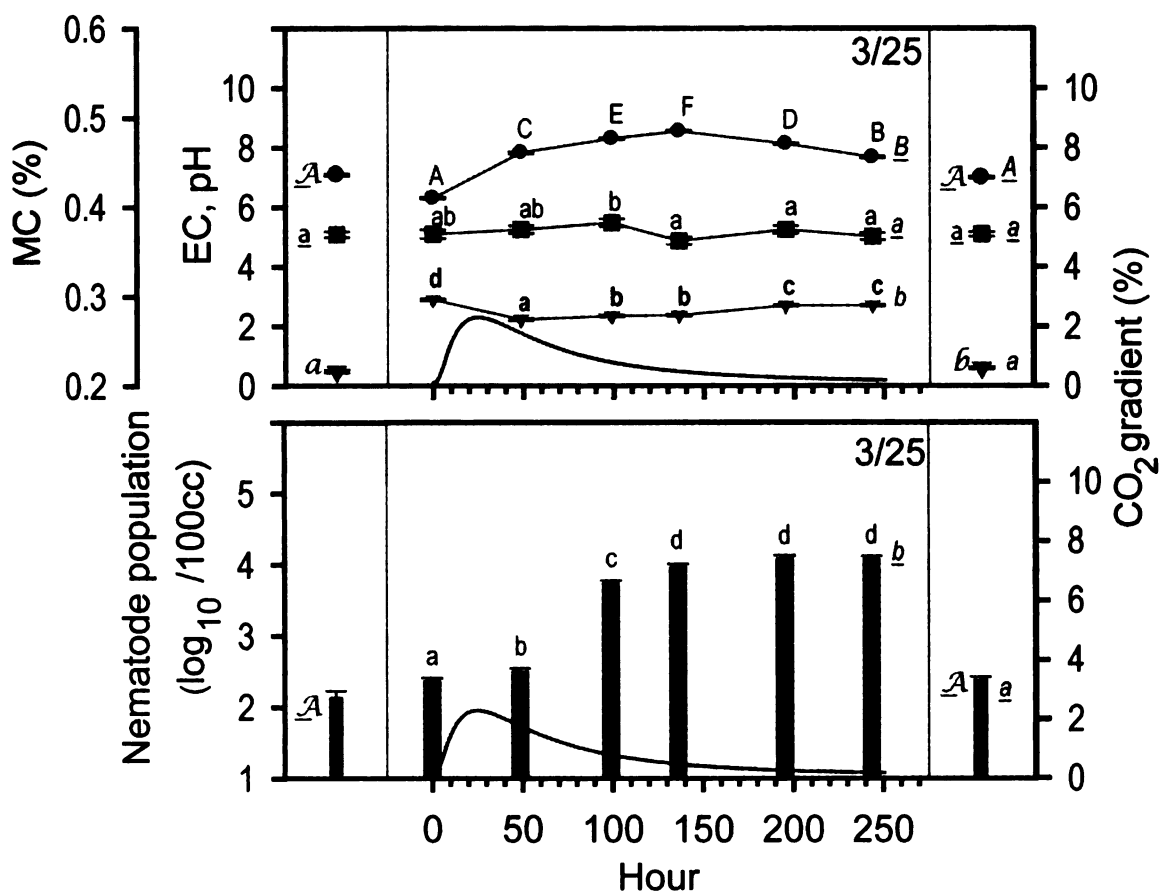 0.6
0.5
0.4
0.3
0.2
MC (%)
10
8
6
4
2
0
EC, pH
3/25
A
C
E
F
D
B
B
A
A
A
ab
ab
b
a
a
a
a
a
a
a
d
a
b
b
c
c
b
a
b
a
10
8
6
4
2
0
CO2 gradient (%)
3/25
5
4
3
2
1
Nematode population
(log10 /100cc)
A
a
b
c
d
d
d
b
A
a
10
8
6
4
2
0
0 50 100 150 200 250
Hour